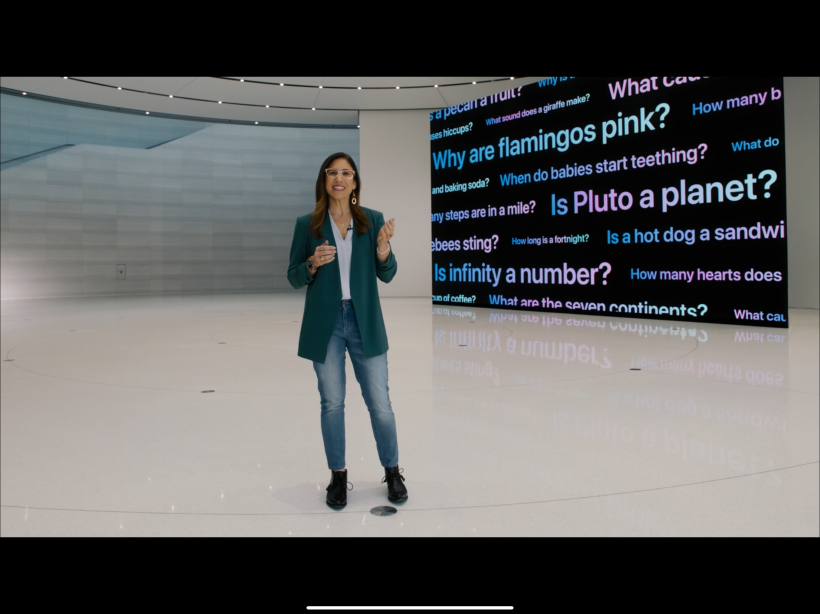 s a pecan a fruit?
Why is
What cau
ses hiccups?
What sound does a giraffe make?
How many b
Why are flamingos pink?
What do
and baking soda?
When do babies start teething?
any steps are in a mile?
Is Pluto a planet?
ebees sting?
How long is a fortnight?
Is a hot dog a sandwi
Is infinity a number?
How many hearts does
cup of coffee?
What are the seven continents?
What cau